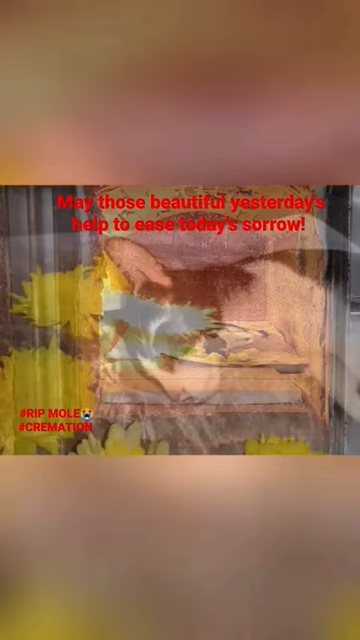 May those beautiful yesterday's
help to ease today's sorrow!
#RIP MOLE😭
#CREMATION